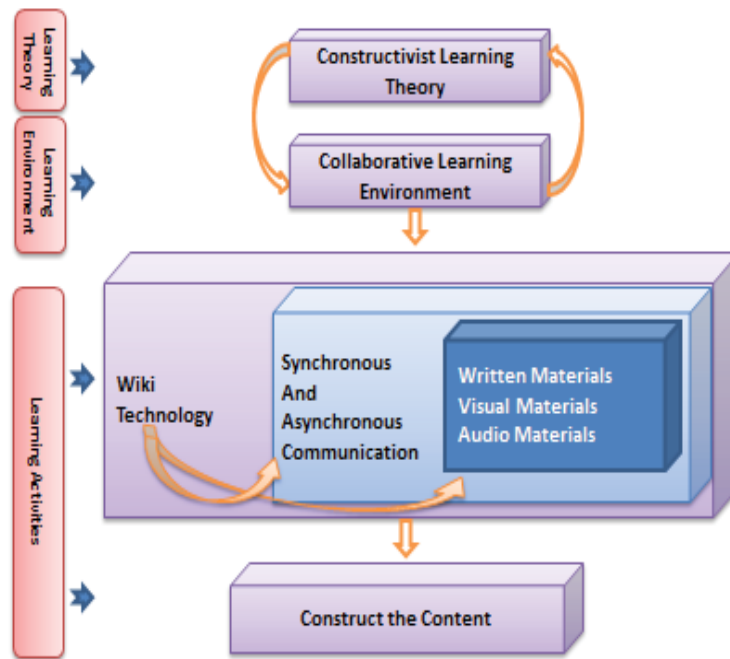 Learning
Theory
Constructivist Learning
Theory
Learning
Environment
Collaborative Learning
Environment
Learning Activities
Wiki
Technology
Synchronous
And
Asynchronous
Communication
Written Materials
Visual Materials
Audio Materials
Construct the Content